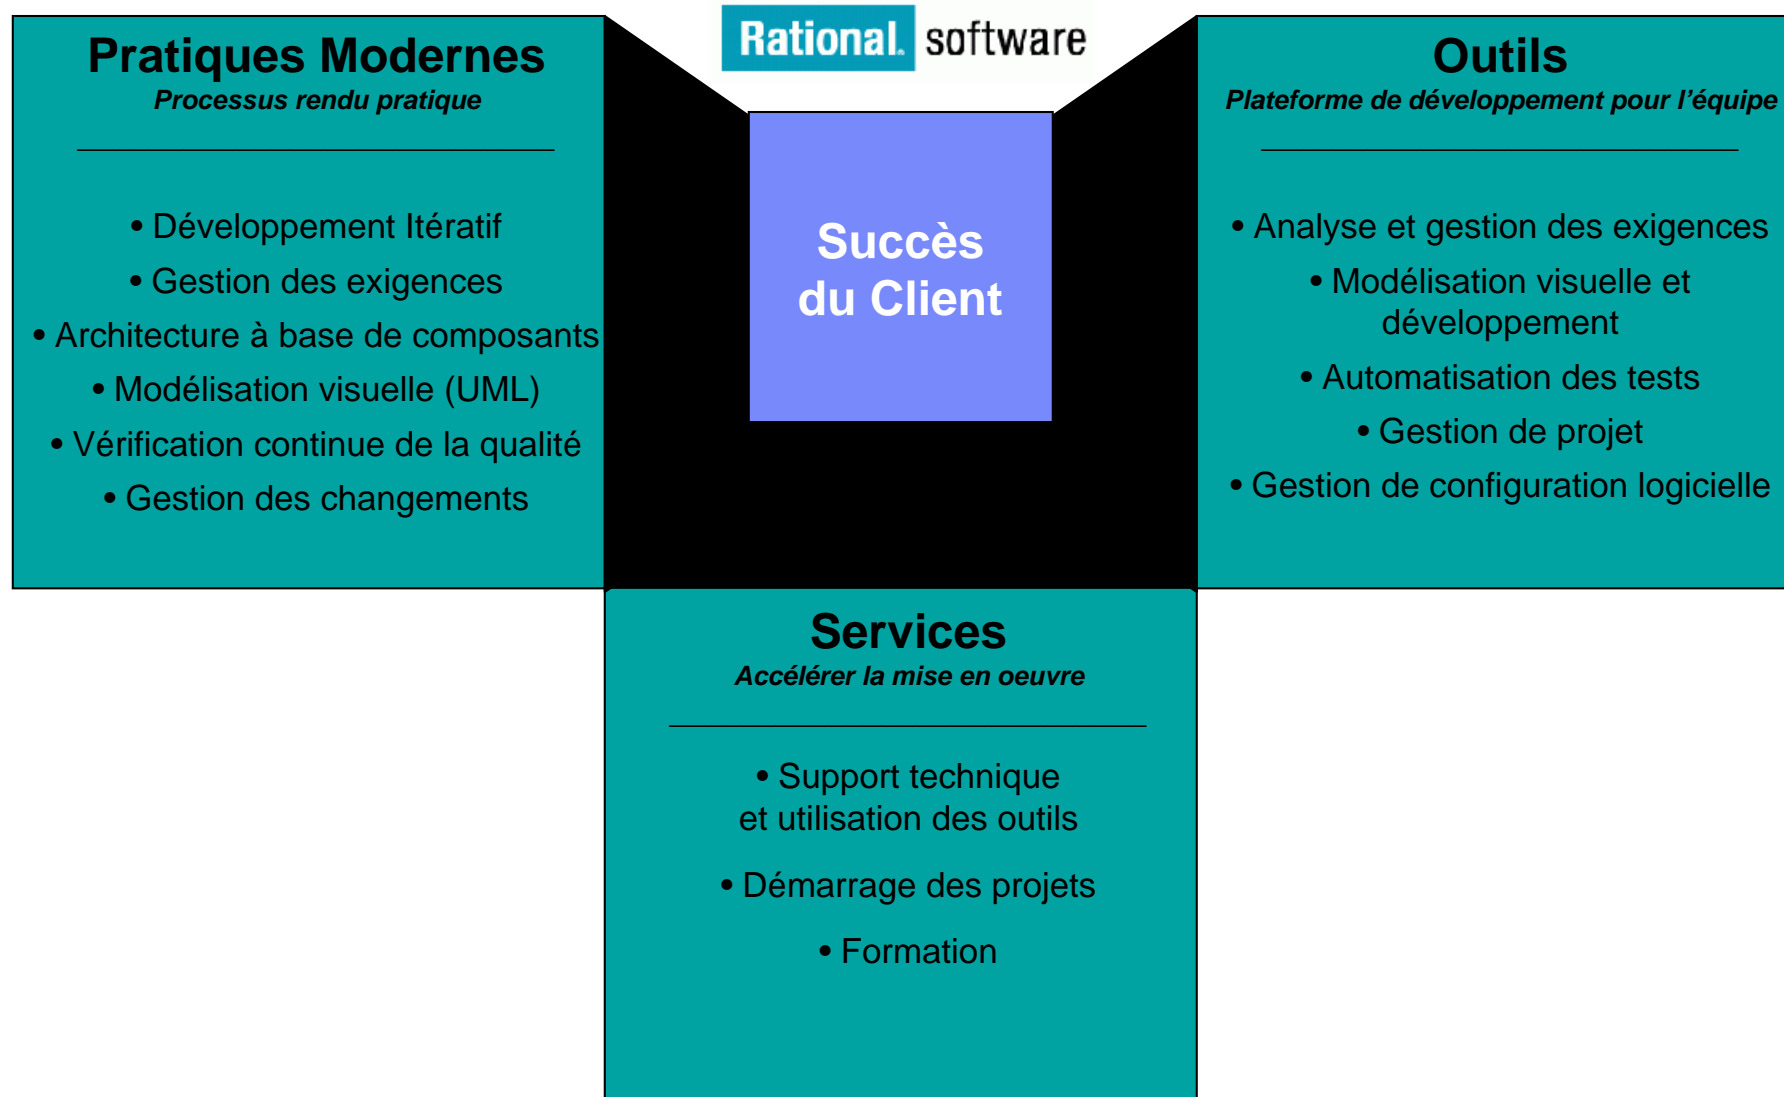 Rational. software
Pratiques Modernes
Processus rendu pratique
• Développement Itératif
• Gestion des exigences
• Architecture à base de composants
• Modélisation visuelle (UML)
• Vérification continue de la qualité
• Gestion des changements
Succès
du Client
Outils
Plateforme de développement pour l'équipe
• Analyse et gestion des exigences
• Modélisation visuelle et
développement
• Automatisation des tests
• Gestion de projet
• Gestion de configuration logicielle
Services
Accélérer la mise en oeuvre
• Support technique
et utilisation des outils
• Démarrage des projets
• Formation